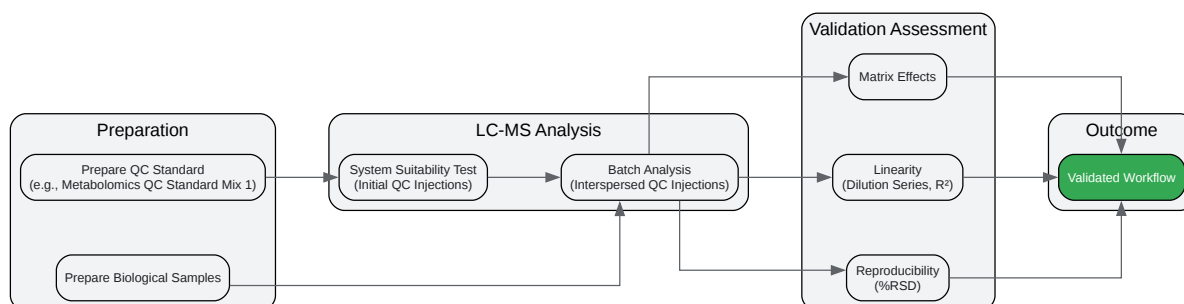 Preparation
Prepare QC Standard
(e.g., Metabolomics QC Standard Mix 1)
Prepare Biological Samples
LC-MS Analysis
System Suitability Test
(Initial QC Injections)
Batch Analysis
(Interspersed QC Injections)
Validation Assessment
Matrix Effects
Linearity
(Dilution Series, R²)
Reproducibility
(%RSD)
Outcome
Validated Workflow